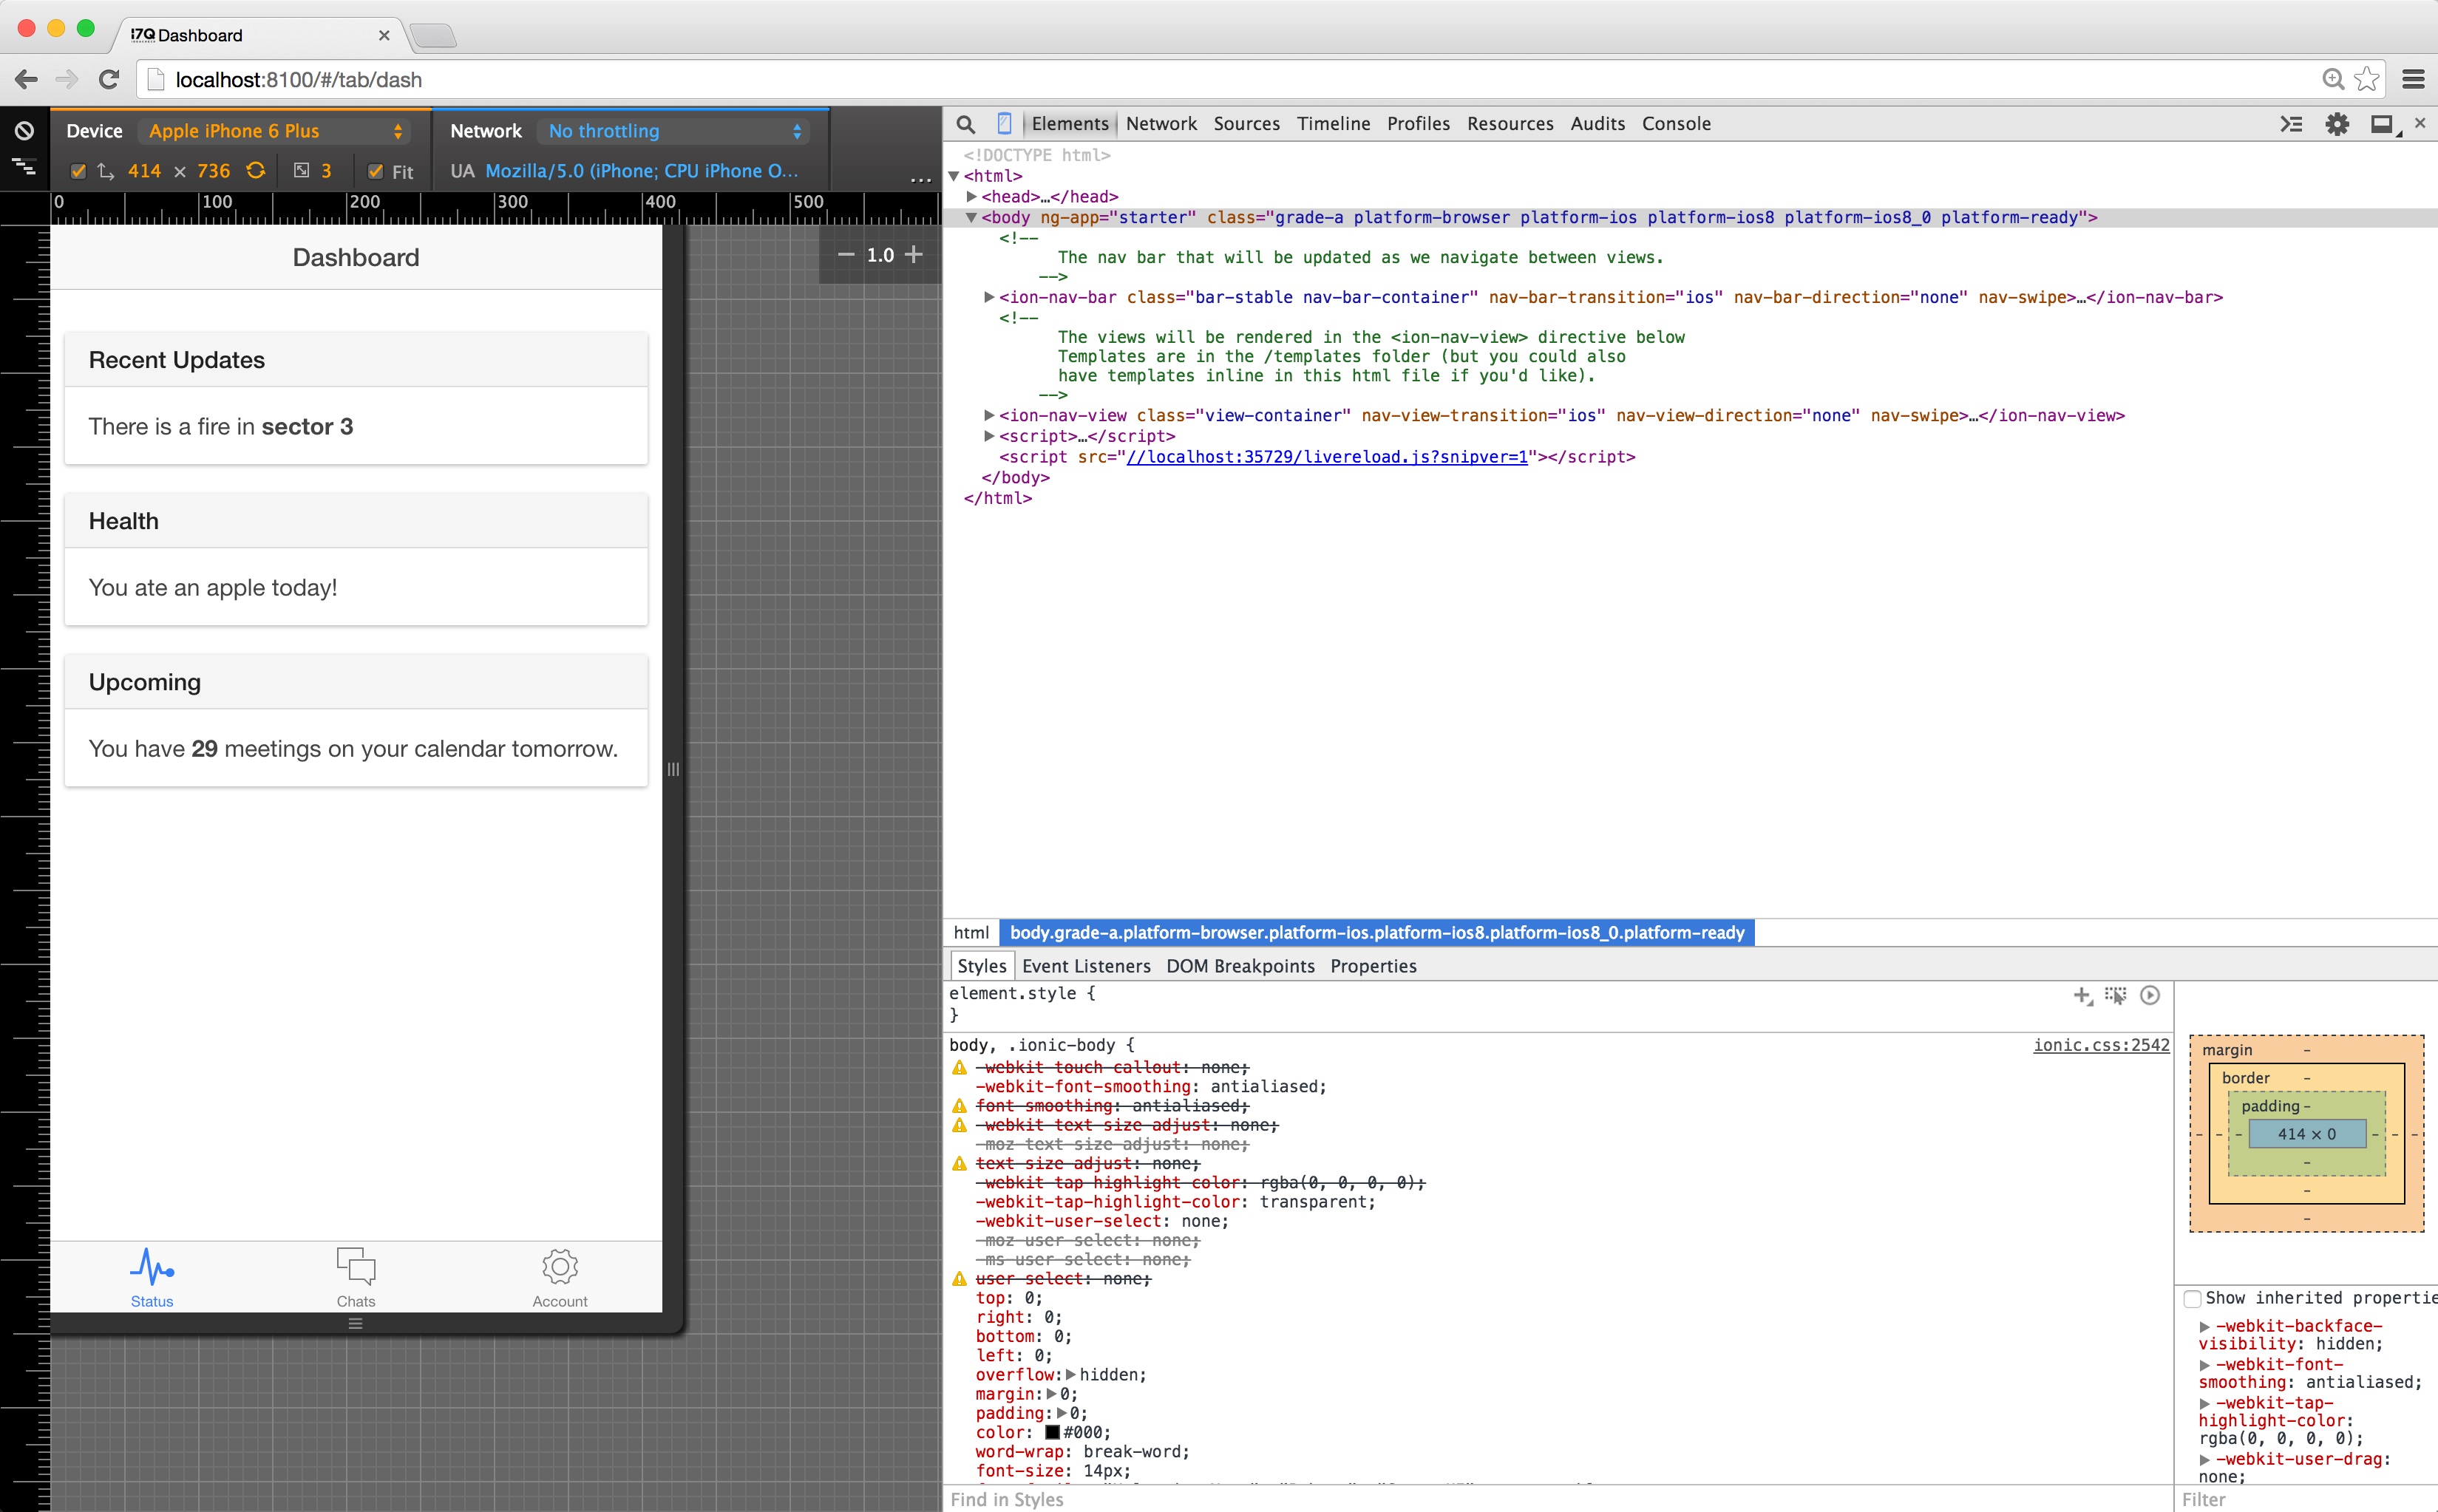 Dashboard
localhost:8100/#/tab/dash
Device Apple iPhone 6 Plus
Network No throttling
414 × 736 3 Fit
UA Mozilla/5.0 (iPhone; CPU iPhone O...
...
0 100 200 300 400 500
1.0
Dashboard
Recent Updates
There is a fire in sector 3
Health
You ate an apple today!
Upcoming
You have 29 meetings on your calendar tomorrow.
Status Chats Account
Elements Network Sources Timeline Profiles Resources Audits Console
<!DOCTYPE html>
<html>
<head>…</head>
<body ng-app="starter" class="grade-a platform-browser platform-ios platform-ios8 platform-ios8_0 platform-ready">
<!--
The nav bar that will be updated as we navigate between views.
-->
<ion-nav-bar class="bar-stable nav-bar-container" nav-bar-transition="ios" nav-bar-direction="none" nav-swipe>…</ion-nav-bar>
<!--
The views will be rendered in the <ion-nav-view> directive below
Templates are in the /templates folder (but you could also
have templates inline in this html file if you'd like).
-->
<ion-nav-view class="view-container" nav-view-transition="ios" nav-view-direction="none" nav-swipe>…</ion-nav-view>
<script>…</script>
<script src="//localhost:35729/livereload.js?snipver=1"></script>
</body>
</html>
html body.grade-a.platform-browser.platform-ios.platform-ios8.platform-ios8_0.platform-ready
Styles Event Listeners DOM Breakpoints Properties
element.style {
}
body, .ionic-body { ionic.css:2542
-webkit-touch-callout: none;
-webkit-font-smoothing: antialiased;
font-smoothing: antialiased;
-webkit-text-size-adjust: none;
-moz-text-size-adjust: none;
text-size-adjust: none;
-webkit-tap-highlight-color: rgba(0, 0, 0, 0);
-webkit-tap-highlight-color: transparent;
-webkit-user-select: none;
-moz-user-select: none;
-ms-user-select: none;
user-select: none;
top: 0;
right: 0;
bottom: 0;
left: 0;
overflow: hidden;
margin: 0;
padding: 0;
color: #000;
word-wrap: break-word;
font-size: 14px;
Find in Styles
margin –
border –
padding –
– – – 414 × 0 – – –
–
–
–
Show inherited propertie
-webkit-backface-
visibility: hidden;
-webkit-font-
smoothing: antialiased;
-webkit-tap-
highlight-color:
rgba(0, 0, 0, 0);
-webkit-user-drag:
none;
Filter